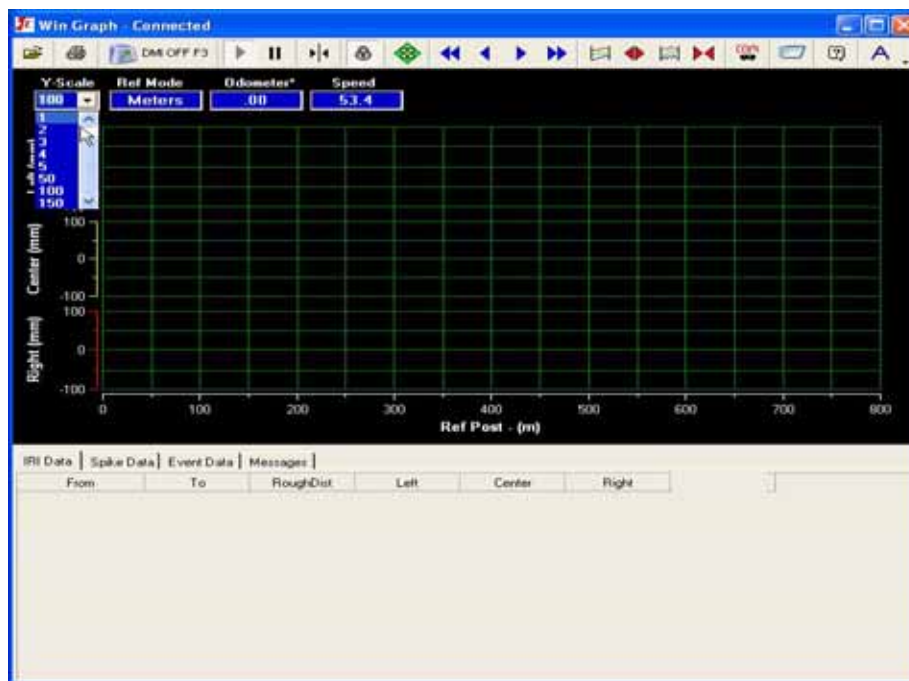 Win Graph - Connected
DMI OFF F3
COM
Y-Scale Ref Mode Odometer* Speed
100 Meters .00 53.4
1
2
3
4
5
50
100
150
Center (mm)
100
0
-100
Right (mm)
100
0
-100
0 100 200 300 400 500 600 700 800
Ref Post - (m)
IRI Data Spike Data Event Data Messages
From To RoughDist Left Center Right